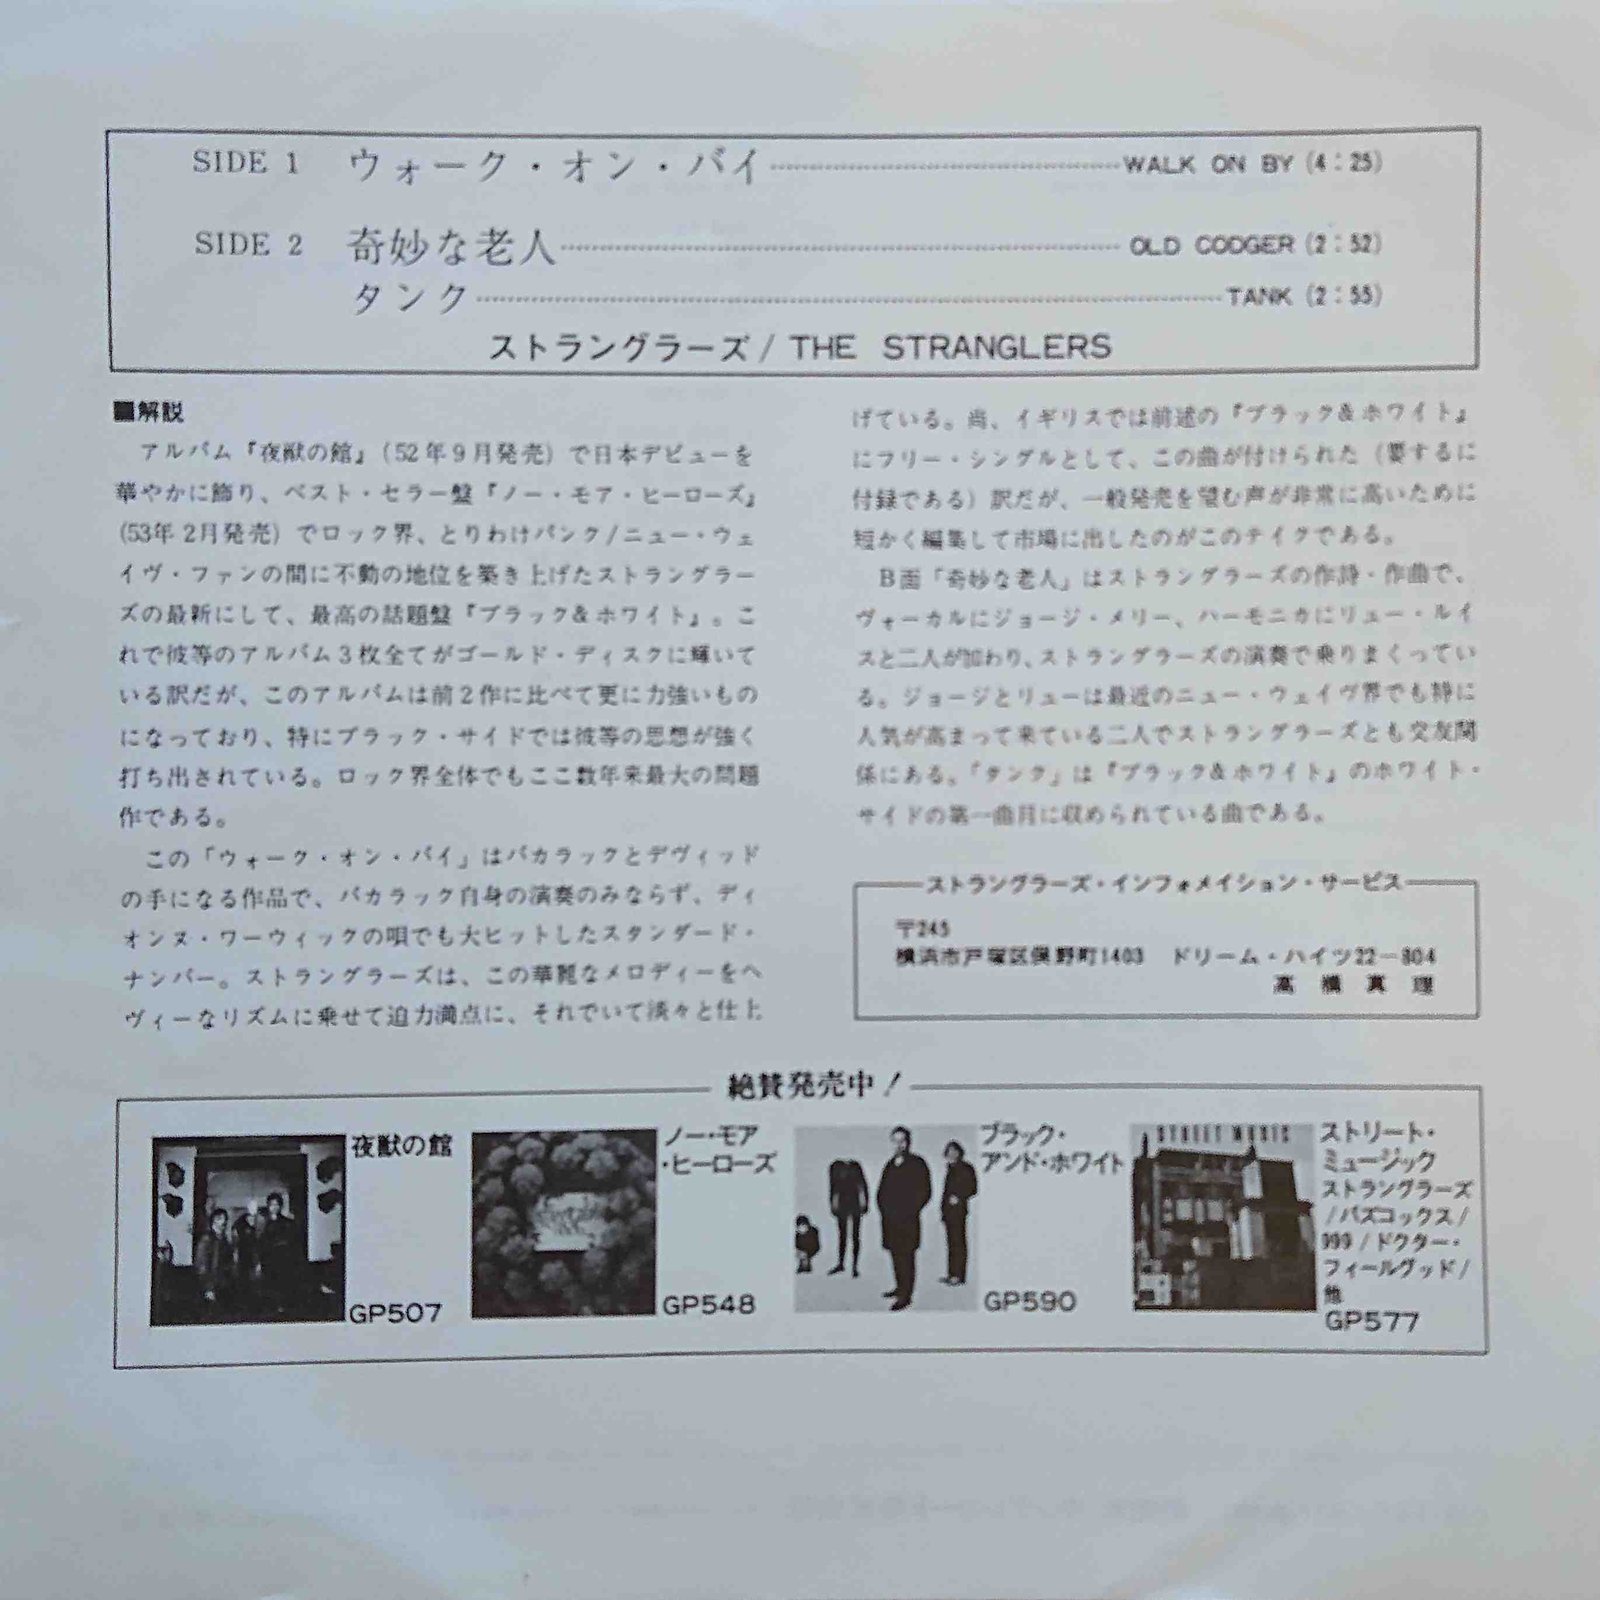 SIDE 1 ウォーク・オン・バイ WALK ON BY (4:25)
SIDE 2 奇妙な老人 OLD CODGER (2:52)
タンク TANK (2:55)
ストラングラーズ/THE STRANGLERS
■解説
アルバム『夜獣の館』(52年9月発売)で日本デビューを
華やかに飾り、ベスト・セラー盤『ノー・モア・ヒーローズ』
(53年2月発売)でロック界、とりわけパンク/ニュー・ウェ
イヴ・ファンの間に不動の地位を築き上げたストラングラー
ズの最新にして、最高の話題盤『ブラック&ホワイト』。こ
れで彼等のアルバム3枚全てがゴールド・ディスクに輝いて
いる訳だが、このアルバムは前2作に比べて更に力強いもの
になっており、特にブラック・サイドでは彼等の思想が強く
打ち出されている。ロック界全体でもここ数年来最大の問題
作である。
この「ウォーク・オン・バイ」はバカラックとデヴィッド
の手になる作品で、バカラック自身の演奏のみならず、ディ
オンヌ・ワーウィックの唄でも大ヒットしたスタンダード・
ナンバー。ストラングラーズは、この華麗なメロディーをヘ
ヴィーなリズムに乗せて迫力満点に、それでいて淡々と仕上
げている。尚、イギリスでは前述の『ブラック&ホワイト』
にフリー・シングルとして、この曲が付けられた(要するに
付録である)訳だが、一般発売を望む声が非常に高いために
短かく編集して市場に出したのがこのテイクである。
B面「奇妙な老人」はストラングラーズの作詩・作曲で、
ヴォーカルにジョージ・メリー、ハーモニカにリュー・ルイ
スと二人が加わり、ストラングラーズの演奏で乗りまくってい
る。ジョージとリューは最近のニュー・ウェイヴ界でも特に
人気が高まって来ている二人でストラングラーズとも交友関
係にある。「タンク」は『ブラック&ホワイト』のホワイト・
サイドの第一曲目に収められている曲である。
ストラングラーズ・インフォメイション・サービス
〒245
横浜市戸塚区俣野町1403 ドリーム・ハイツ22-804
高橋真理
絶賛発売中!
夜獣の館
GP507
ノー・モア
・ヒーローズ
GP548
ブラック・
アンド・ホワイト
GP590
STREET MUSIC
ストリート・
ミュージック
ストラングラーズ
/バズコックス/
999/ドクター・
フィールグッド/
他
GP577